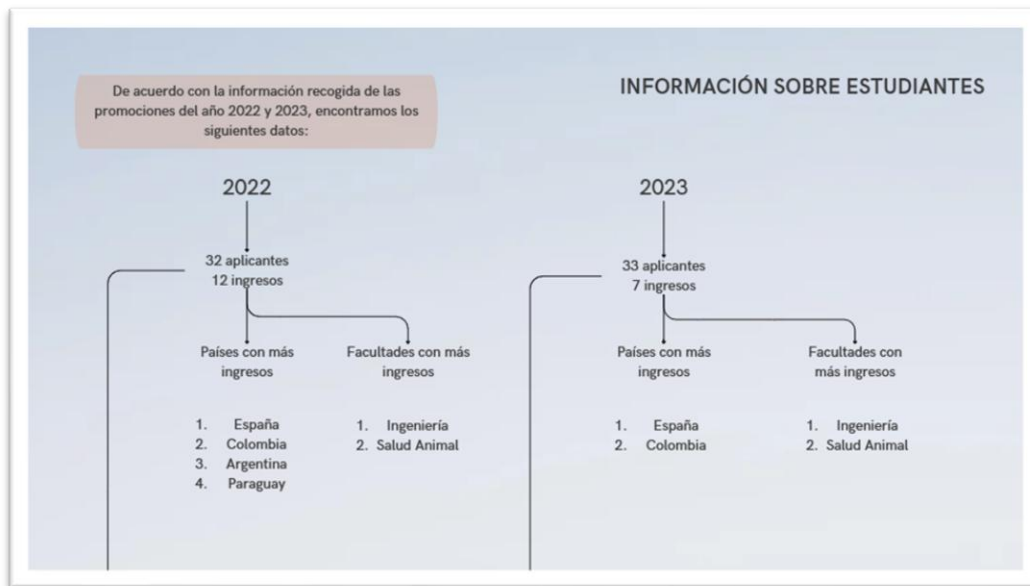 De acuerdo con la información recogida de las
promociones del año 2022 y 2023, encontramos los
siguientes datos:
INFORMACIÓN SOBRE ESTUDIANTES
2022
32 aplicantes
12 ingresos
Países con más
ingresos
1. España
2. Colombia
3. Argentina
4. Paraguay
Facultades con más
ingresos
1. Ingeniería
2. Salud Animal
2023
33 aplicantes
7 ingresos
Países con más
ingresos
1. España
2. Colombia
Facultades con
más ingresos
1. Ingeniería
2. Salud Animal